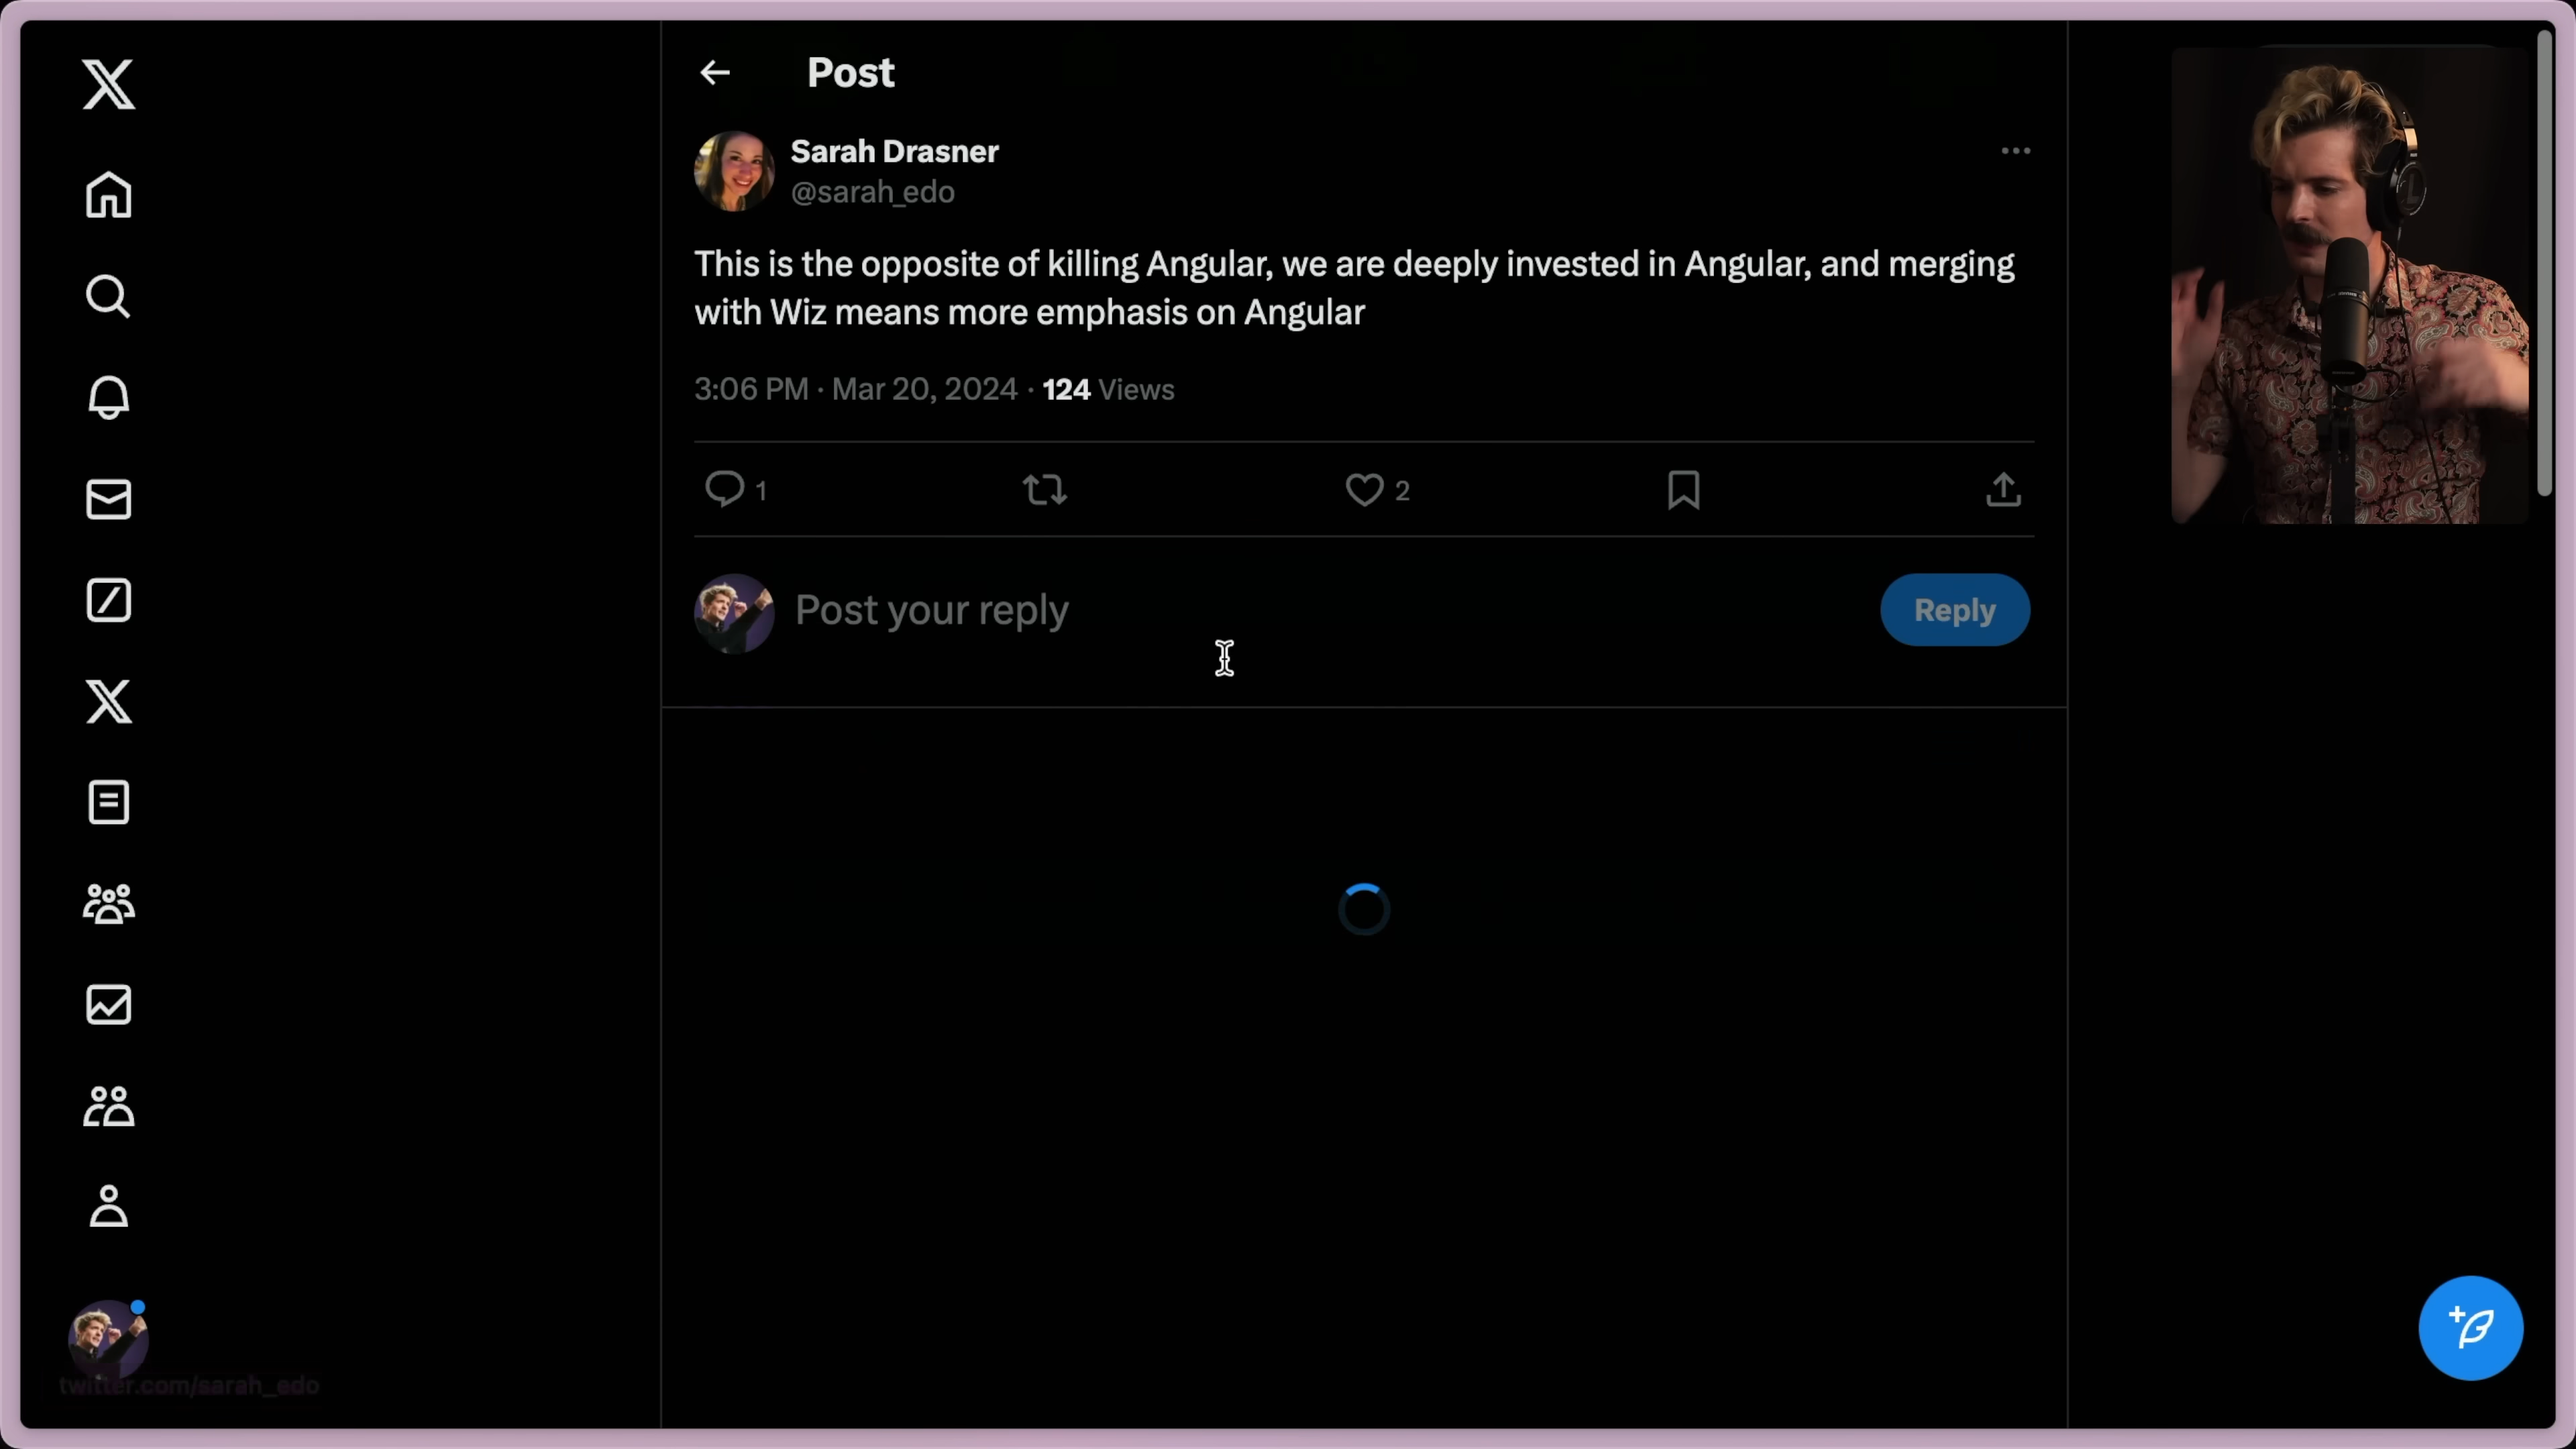 Post
Sarah Drasner
@sarah_edo
This is the opposite of killing Angular, we are deeply invested in Angular, and merging
with Wiz means more emphasis on Angular
3:06 PM · Mar 20, 2024 · 124 Views
1
2
Post your reply
Reply
twitter.com/sarah_edo